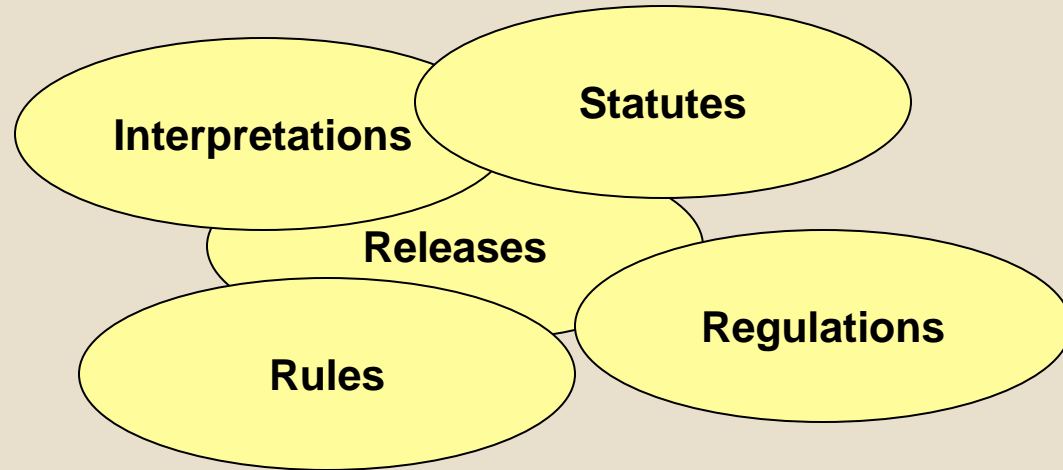 Statutes
Interpretations
Releases
Regulations
Rules